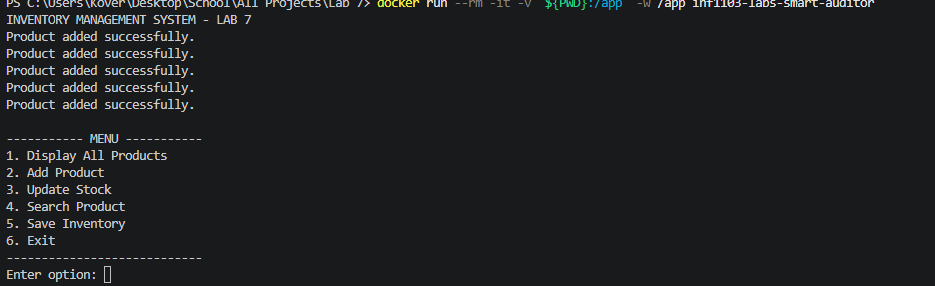 PS C:\Users\Kover\Desktop\School\All Projects\Lab 7> docker run --rm -it -v "${PWD}:/app" -w /app inf1103-labs-smart-auditor
INVENTORY MANAGEMENT SYSTEM - LAB 7
Product added successfully.
Product added successfully.
Product added successfully.
Product added successfully.
Product added successfully.
----------- MENU -----------
1. Display All Products
2. Add Product
3. Update Stock
4. Search Product
5. Save Inventory
6. Exit
----------------------------
Enter option: